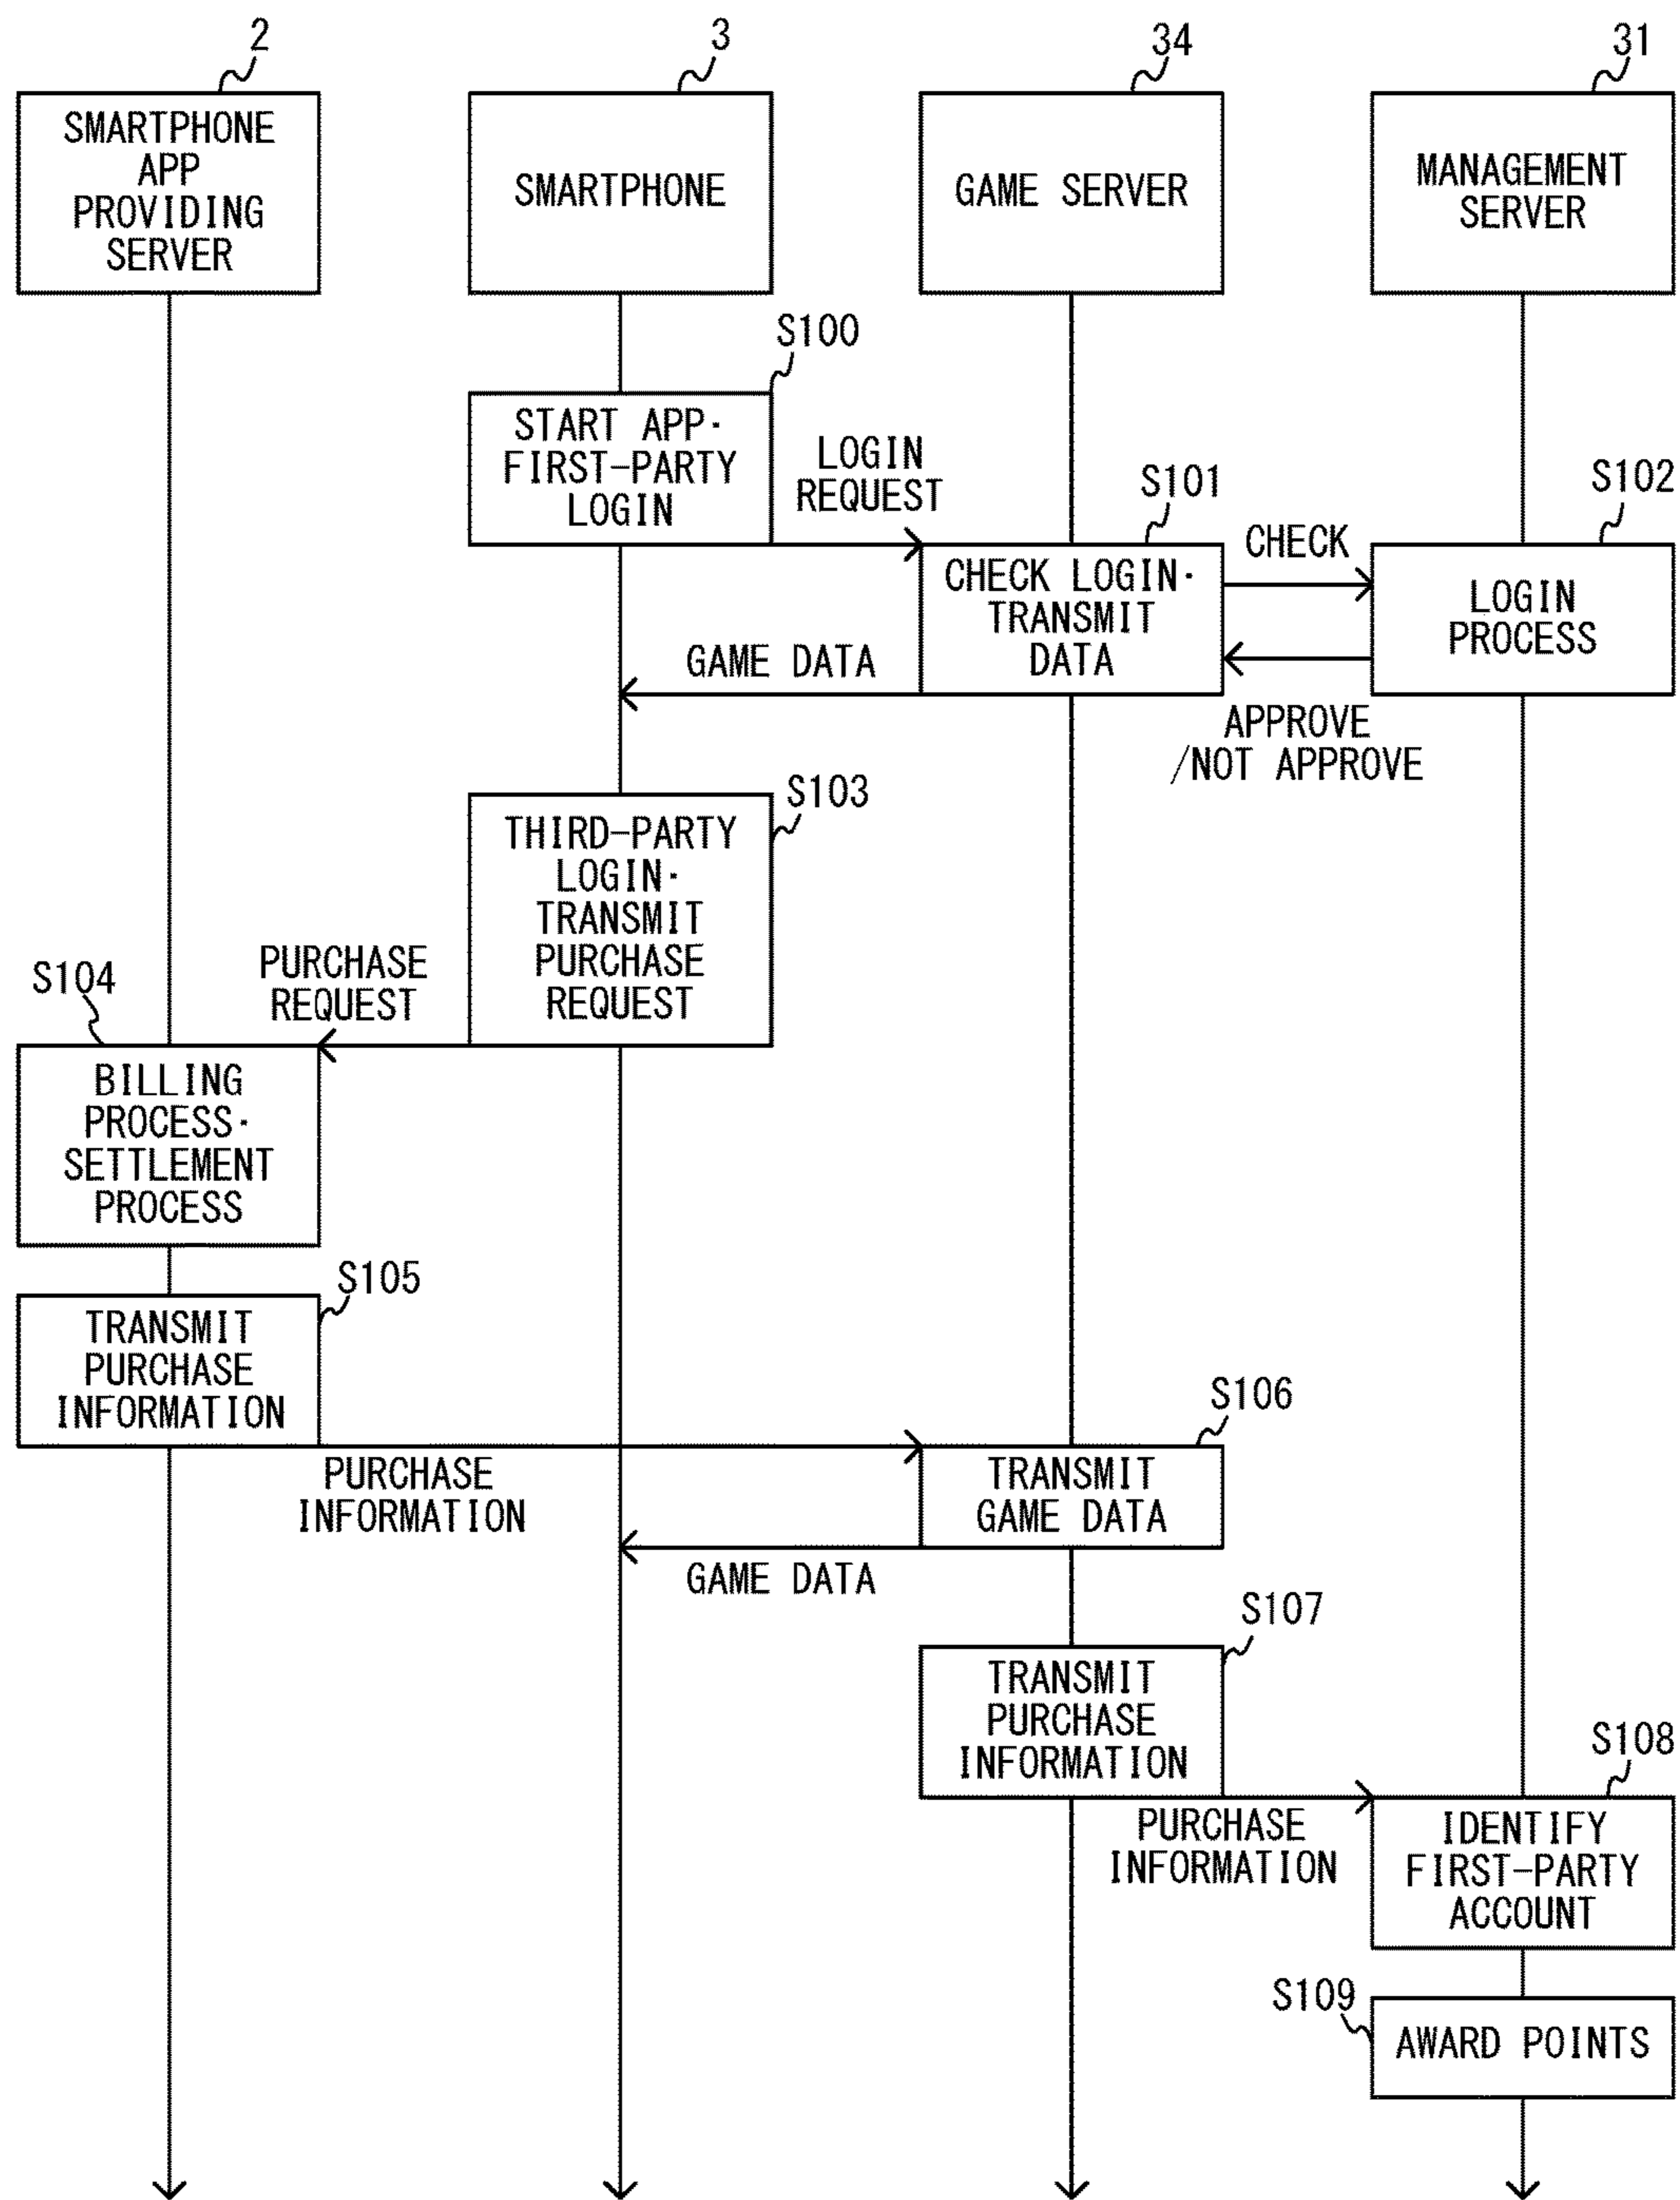 2
3
34
31
SMARTPHONE
APP
PROVIDING
SERVER
SMARTPHONE
GAME SERVER
MANAGEMENT
SERVER
S100
START APP·
FIRST-PARTY
LOGIN
LOGIN
REQUEST
S101
CHECK LOGIN·
TRANSMIT
DATA
CHECK
S102
LOGIN
PROCESS
GAME DATA
APPROVE
/NOT APPROVE
S103
THIRD-PARTY
LOGIN·
TRANSMIT
PURCHASE
REQUEST
PURCHASE
REQUEST
S104
BILLING
PROCESS·
SETTLEMENT
PROCESS
S105
TRANSMIT
PURCHASE
INFORMATION
PURCHASE
INFORMATION
S106
TRANSMIT
GAME DATA
GAME DATA
S107
TRANSMIT
PURCHASE
INFORMATION
PURCHASE
INFORMATION
S108
IDENTIFY
FIRST-PARTY
ACCOUNT
S109
AWARD POINTS